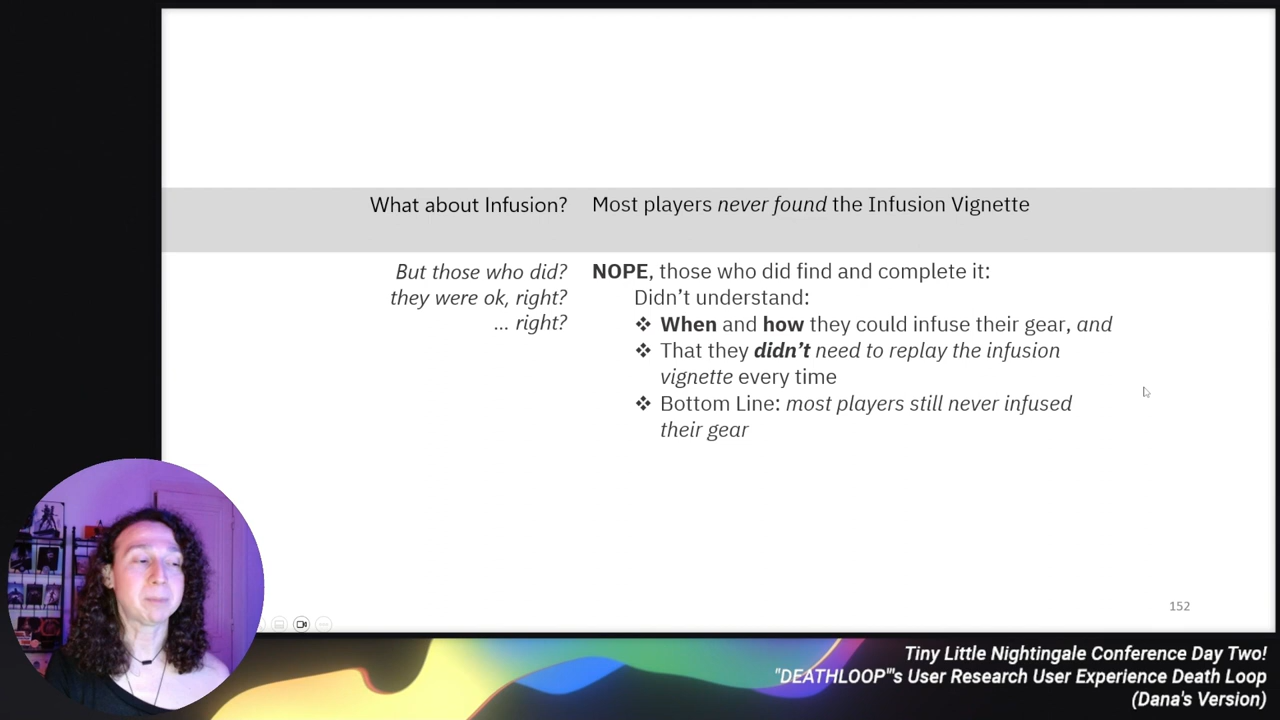 What about Infusion? Most players never found the Infusion Vignette
But those who did?
they were ok, right?
... right?
NOPE, those who did find and complete it:
Didn't understand:
❖ When and how they could infuse their gear, and
❖ That they didn't need to replay the infusion
vignette every time
❖ Bottom Line: most players still never infused
their gear
152
Tiny Little Nightingale Conference Day Two!
"DEATHLOOP"'s User Research User Experience Death Loop
(Dana's Version)